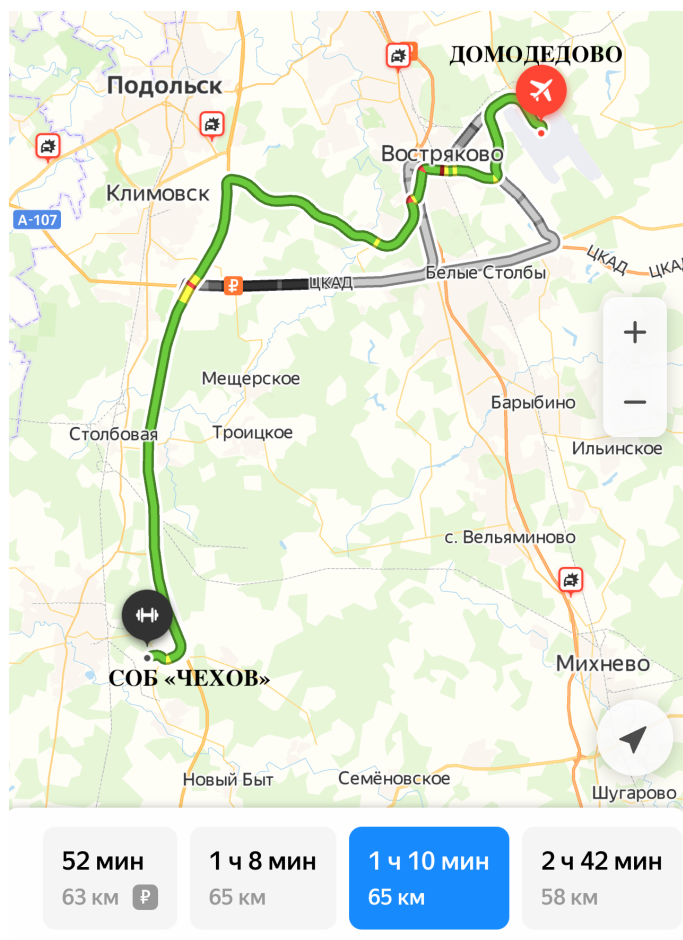 ДОМОДЕДОВО
Подольск
Востряково
Климовск
А-107
ЦКАД
ЦКА
₽
ЦКАД
Белые Столбы
+
−
Мещерское
Барыбино
Столбовая
Троицкое
Ильинское
с. Вельяминово
Михнево
СОБ «ЧЕХОВ»
Новый Быт
Семёновское
Шугарово
52 мин
1 ч 8 мин
1 ч 10 мин
2 ч 42 мин
63 км ₽
65 км
65 км
58 км